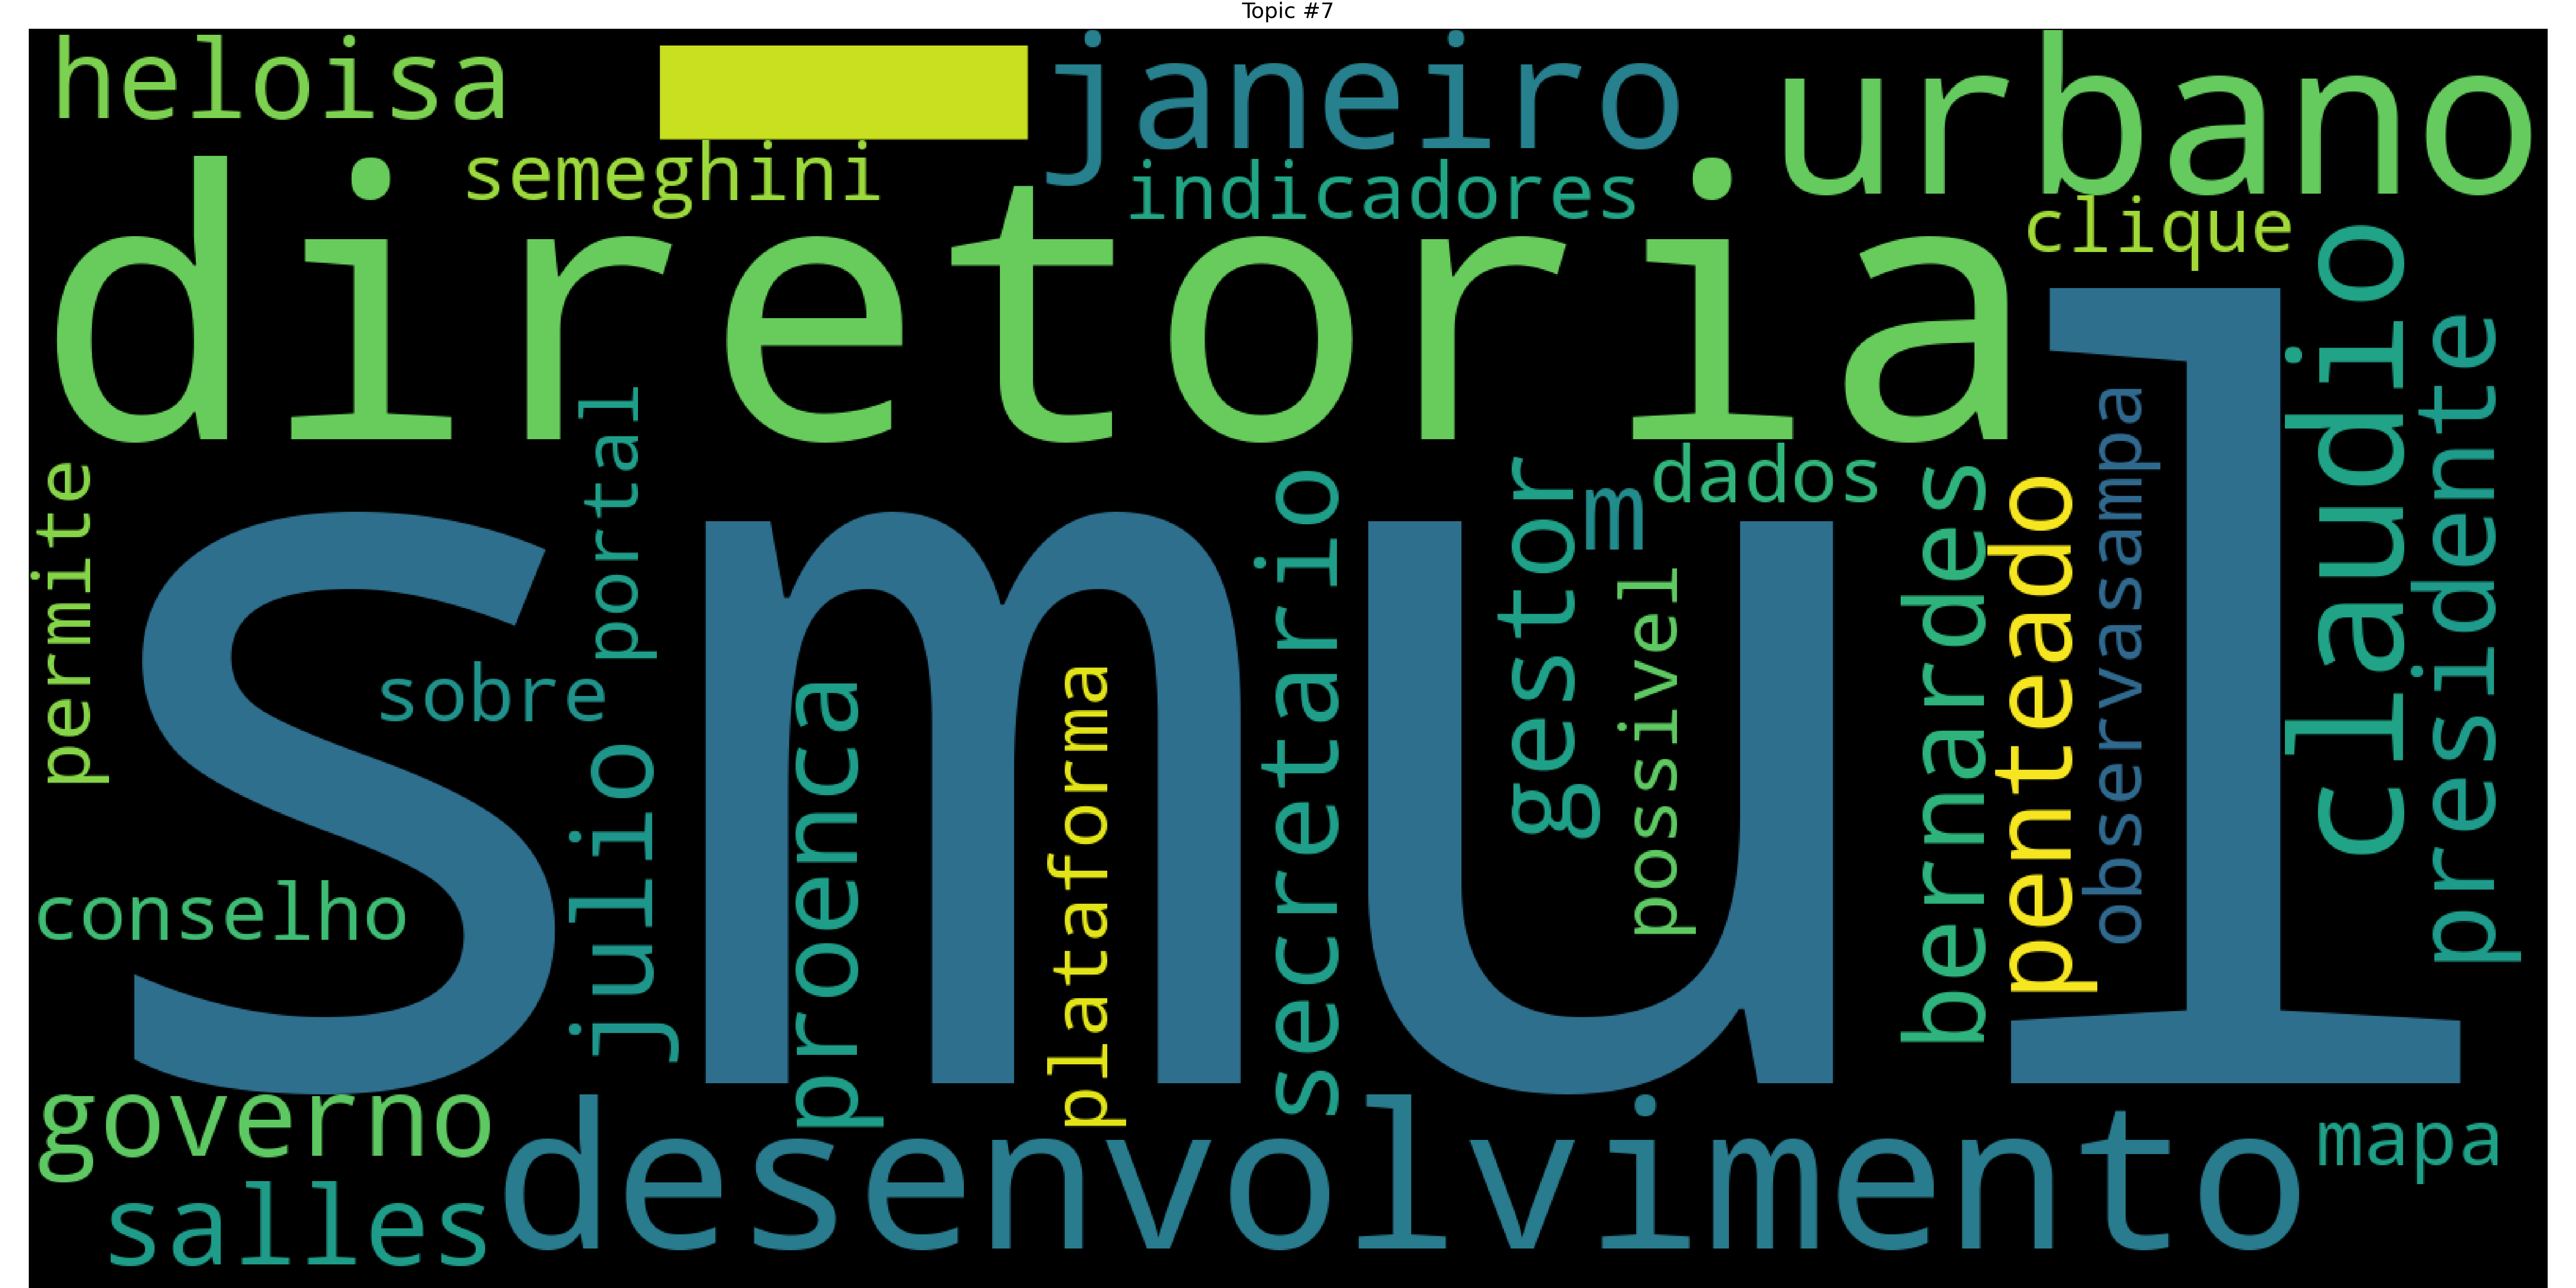 Topic #7
heloisa
janeiro
urbano
semeghini
indicadores
clique
diretoria
claudio
presidente
portal
permite
smul
dados
m
gestor
secretario
bernardes
penteado
observasampa
possivel
sobre
plataforma
proenca
julio
conselho
governo
desenvolvimento
mapa
salles